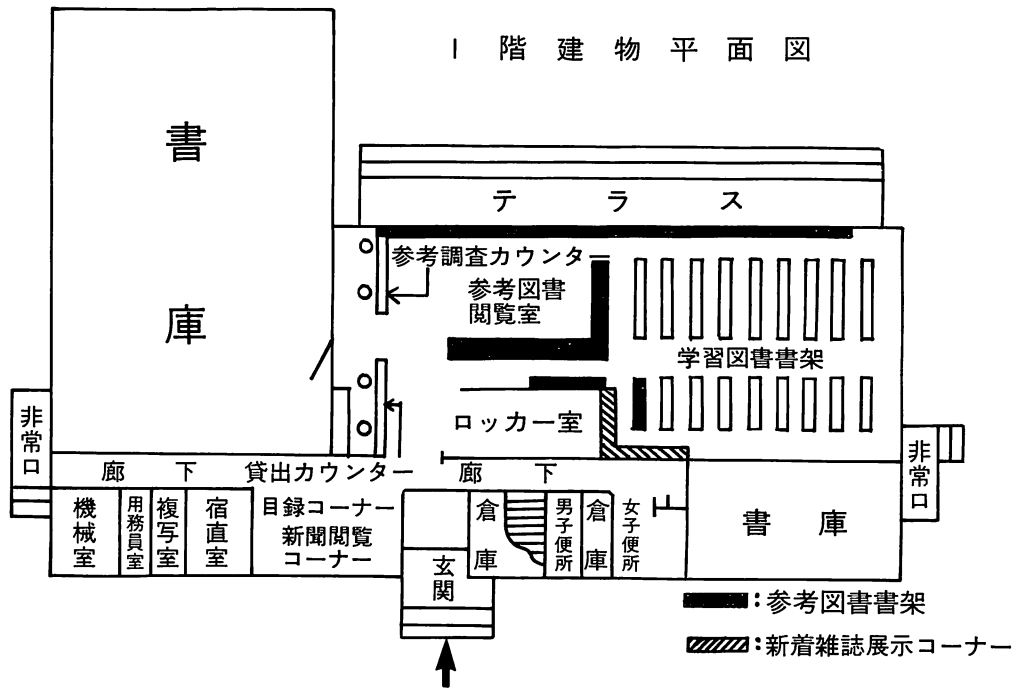 1階建物平面図
書庫
テラス
参考調査カウンター
参考図書
閲覧室
学習図書書架
ロッカー室
非常口
廊下
貸出カウンター
廊下
非常口
機械室
用務員室
複写室
宿直室
目録コーナー
新聞閲覧
コーナー
玄関
倉庫
男子便所
倉庫
女子便所
書庫
:参考図書書架
:新着雑誌展示コーナー